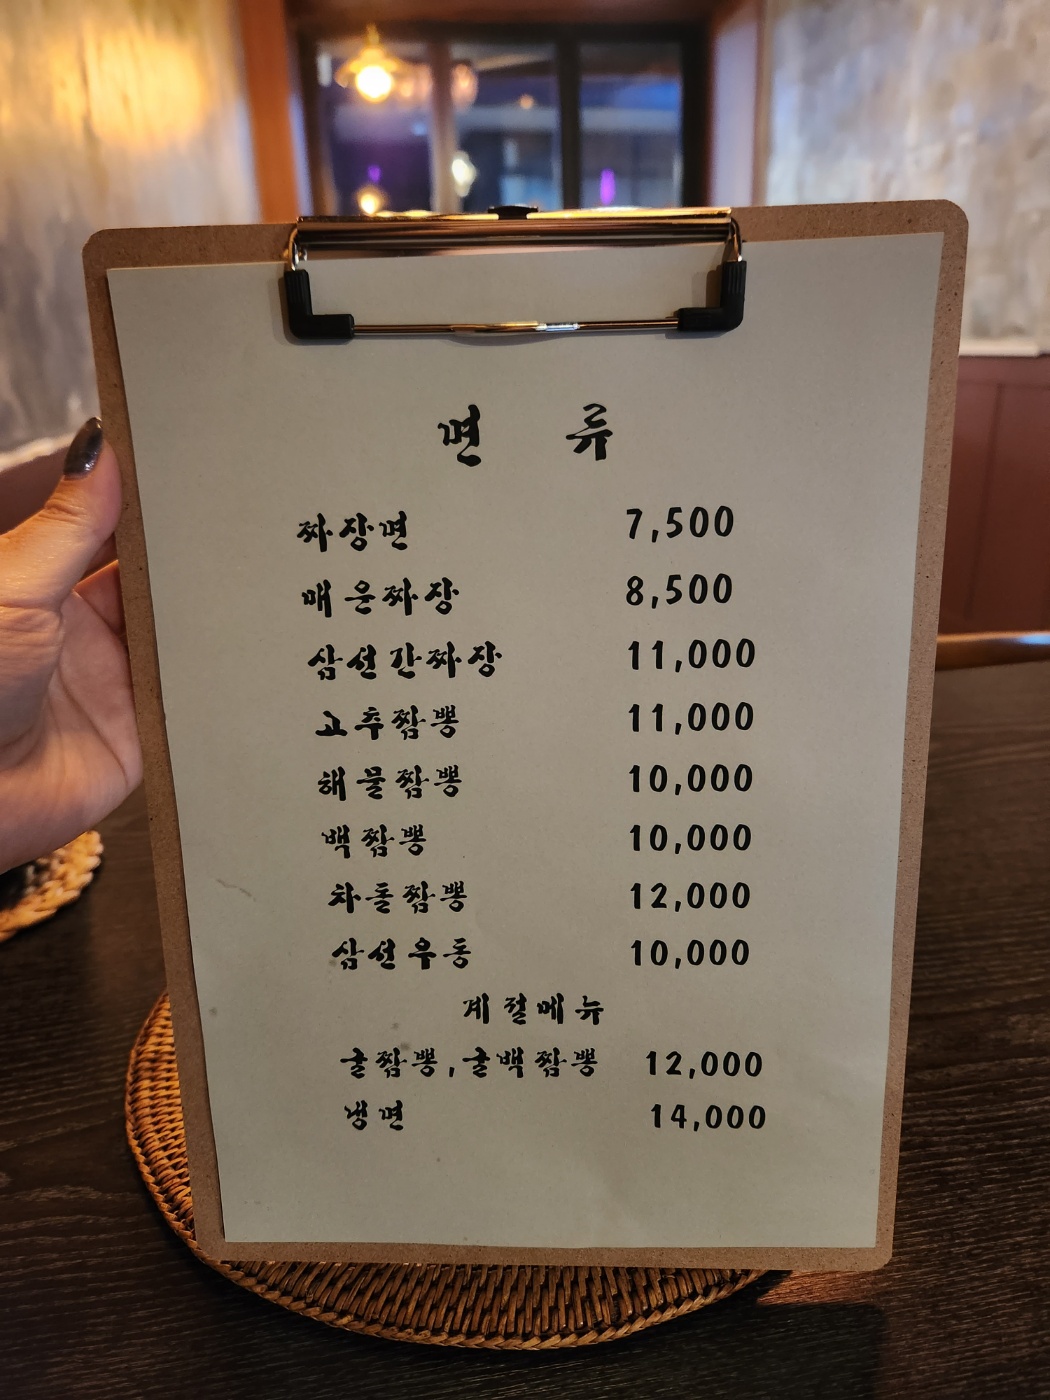 면 류
짜장면 7,500
매운짜장 8,500
삼선간짜장 11,000
고추짬뽕 11,000
해물짬뽕 10,000
백짬뽕 10,000
차돌짬뽕 12,000
삼선우동 10,000
계절메뉴
굴짬뽕,굴백짬뽕 12,000
냉면 14,000